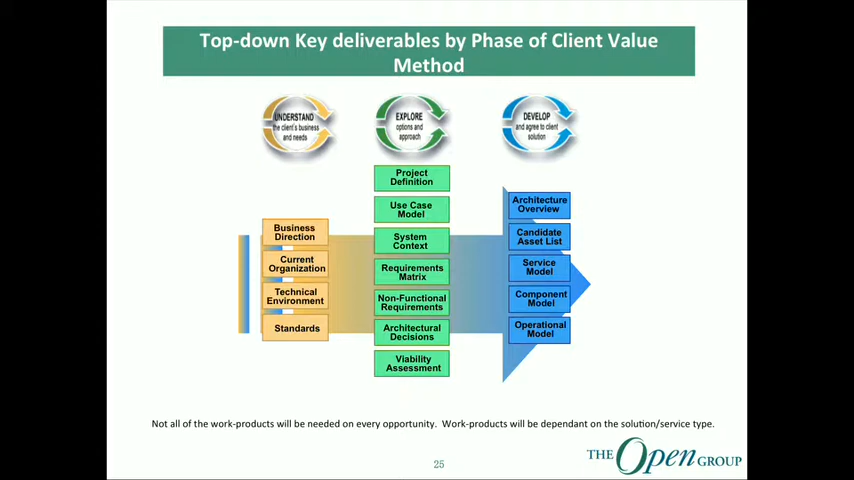 Top-down Key deliverables by Phase of Client Value
Method
UNDERSTAND
the client's business
and needs
EXPLORE
options and
approach
DEVELOP
and agree to client
solution
Business
Direction
Current
Organization
Technical
Environment
Standards
Project
Definition
Use Case
Model
System
Context
Requirements
Matrix
Non-Functional
Requirements
Architectural
Decisions
Viability
Assessment
Architecture
Overview
Candidate
Asset List
Service
Model
Component
Model
Operational
Model
Not all of the work-products will be needed on every opportunity. Work-products will be dependant on the solution/service type.
25
THE Open GROUP